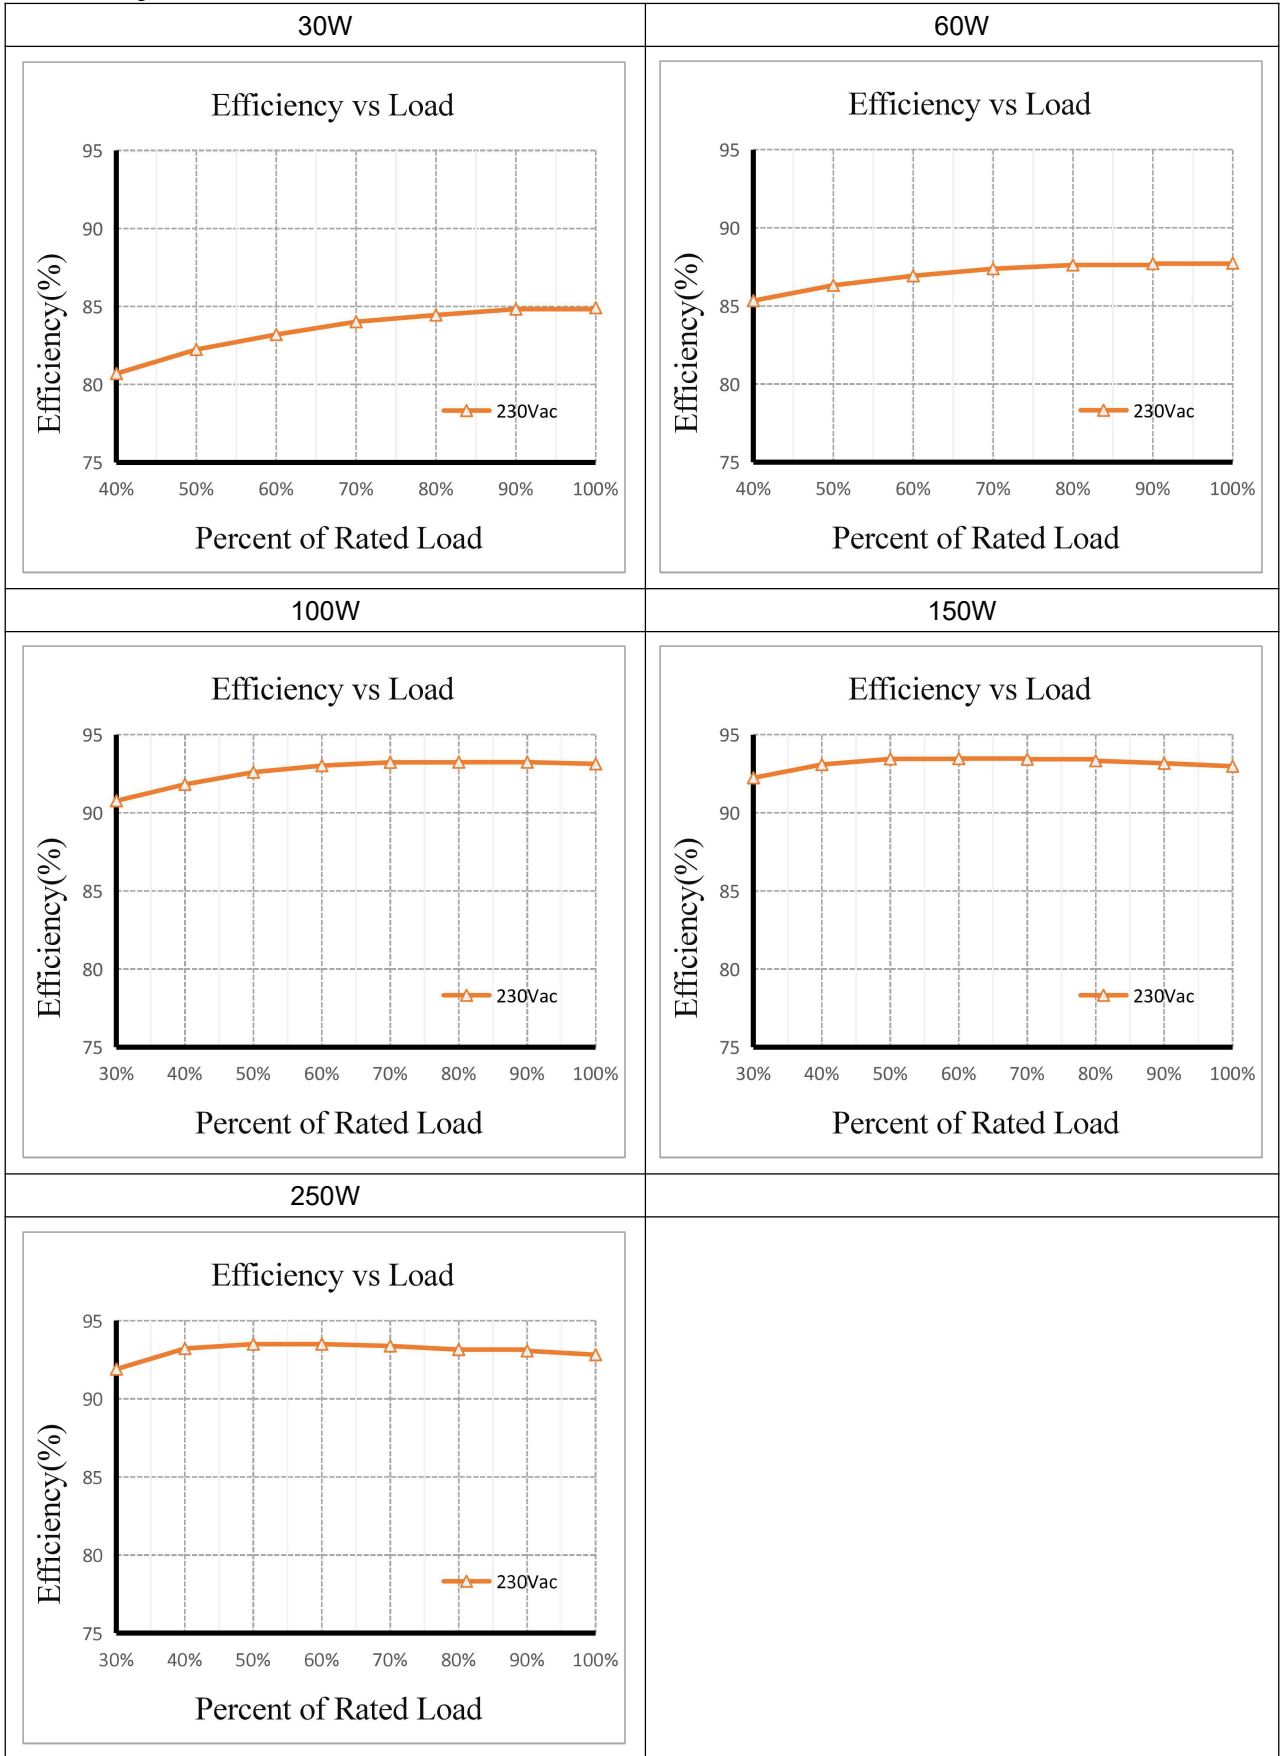 30W
60W
Efficiency vs Load
95
90
85
80
75
Efficiency(%)
230Vac
40% 50% 60% 70% 80% 90% 100%
Percent of Rated Load
Efficiency vs Load
95
90
85
80
75
Efficiency(%)
230Vac
40% 50% 60% 70% 80% 90% 100%
Percent of Rated Load
100W
150W
Efficiency vs Load
95
90
85
80
75
Efficiency(%)
230Vac
30% 40% 50% 60% 70% 80% 90% 100%
Percent of Rated Load
Efficiency vs Load
95
90
85
80
75
Efficiency(%)
230Vac
30% 40% 50% 60% 70% 80% 90% 100%
Percent of Rated Load
250W
Efficiency vs Load
95
90
85
80
75
Efficiency(%)
230Vac
30% 40% 50% 60% 70% 80% 90% 100%
Percent of Rated Load